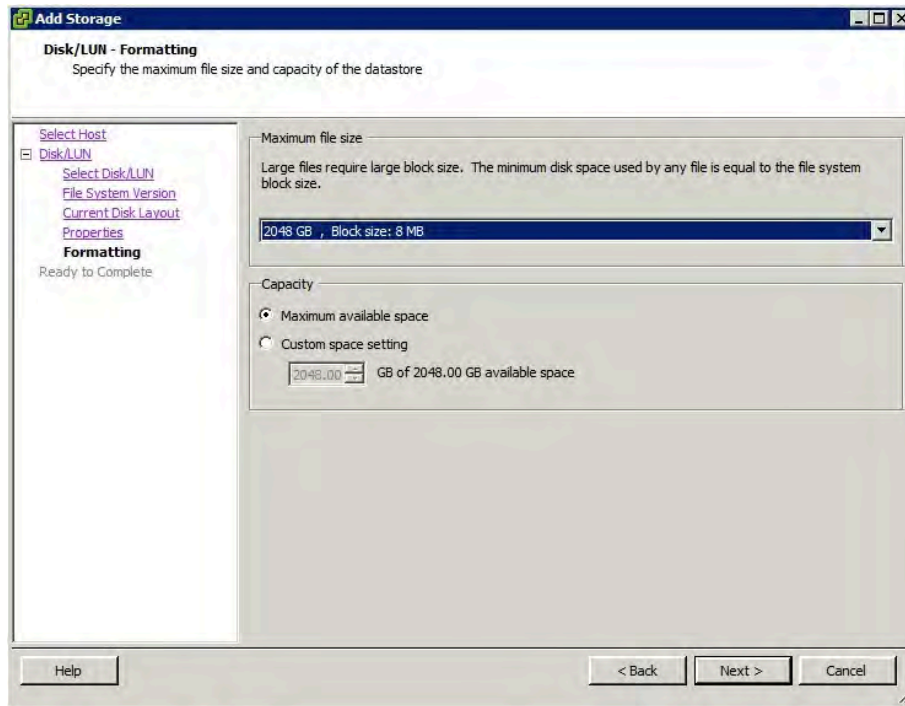 Add Storage
Disk/LUN - Formatting
Specify the maximum file size and capacity of the datastore
Select Host
Disk/LUN
Select Disk/LUN
File System Version
Current Disk Layout
Properties
Formatting
Ready to Complete
Maximum file size
Large files require large block size. The minimum disk space used by any file is equal to the file system
block size.
2048 GB , Block size: 8 MB
Capacity
Maximum available space
Custom space setting
2048.00 GB of 2048.00 GB available space
Help
< Back
Next >
Cancel